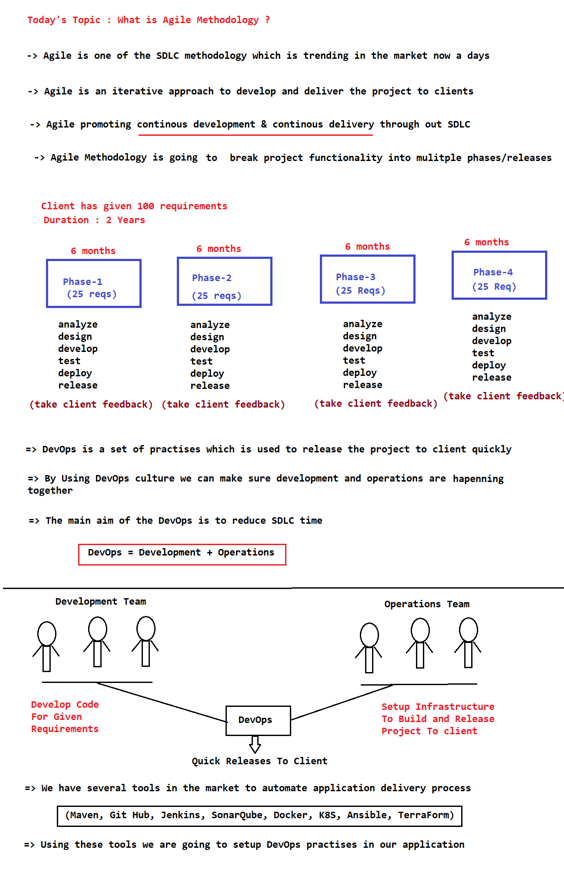 Today's Topic : What is Agile Methodology ?
-> Agile is one of the SDLC methodology which is trending in the market now a days
-> Agile is an iterative approach to develop and deliver the project to clients
-> Agile promoting continous development & continous delivery through out SDLC
-> Agile Methodology is going to break project functionality into mulitple phases/releases
Client has given 100 requirements
Duration : 2 Years
6 months
Phase-1
(25 reqs)
analyze
design
develop
test
deploy
release
(take client feedback)
6 months
Phase-2
(25 reqs)
analyze
design
develop
test
deploy
release
(take client feedback)
6 months
Phase-3
(25 Reqs)
analyze
design
develop
test
deploy
release
(take client feedback)
6 months
Phase-4
(25 Req)
analyze
design
develop
test
deploy
release
(take client feedback)
=> DevOps is a set of practises which is used to release the project to client quickly
=> By Using DevOps culture we can make sure development and operations are hapenning
together
=> The main aim of the DevOps is to reduce SDLC time
DevOps = Development + Operations
Development Team
Operations Team
Develop Code
For Given
Requirements
Setup Infrastructure
To Build and Release
Project To client
DevOps
Quick Releases To Client
=> We have several tools in the market to automate application delivery process
(Maven, Git Hub, Jenkins, SonarQube, Docker, K8S, Ansible, TerraForm)
=> Using these tools we are going to setup DevOps practises in our application